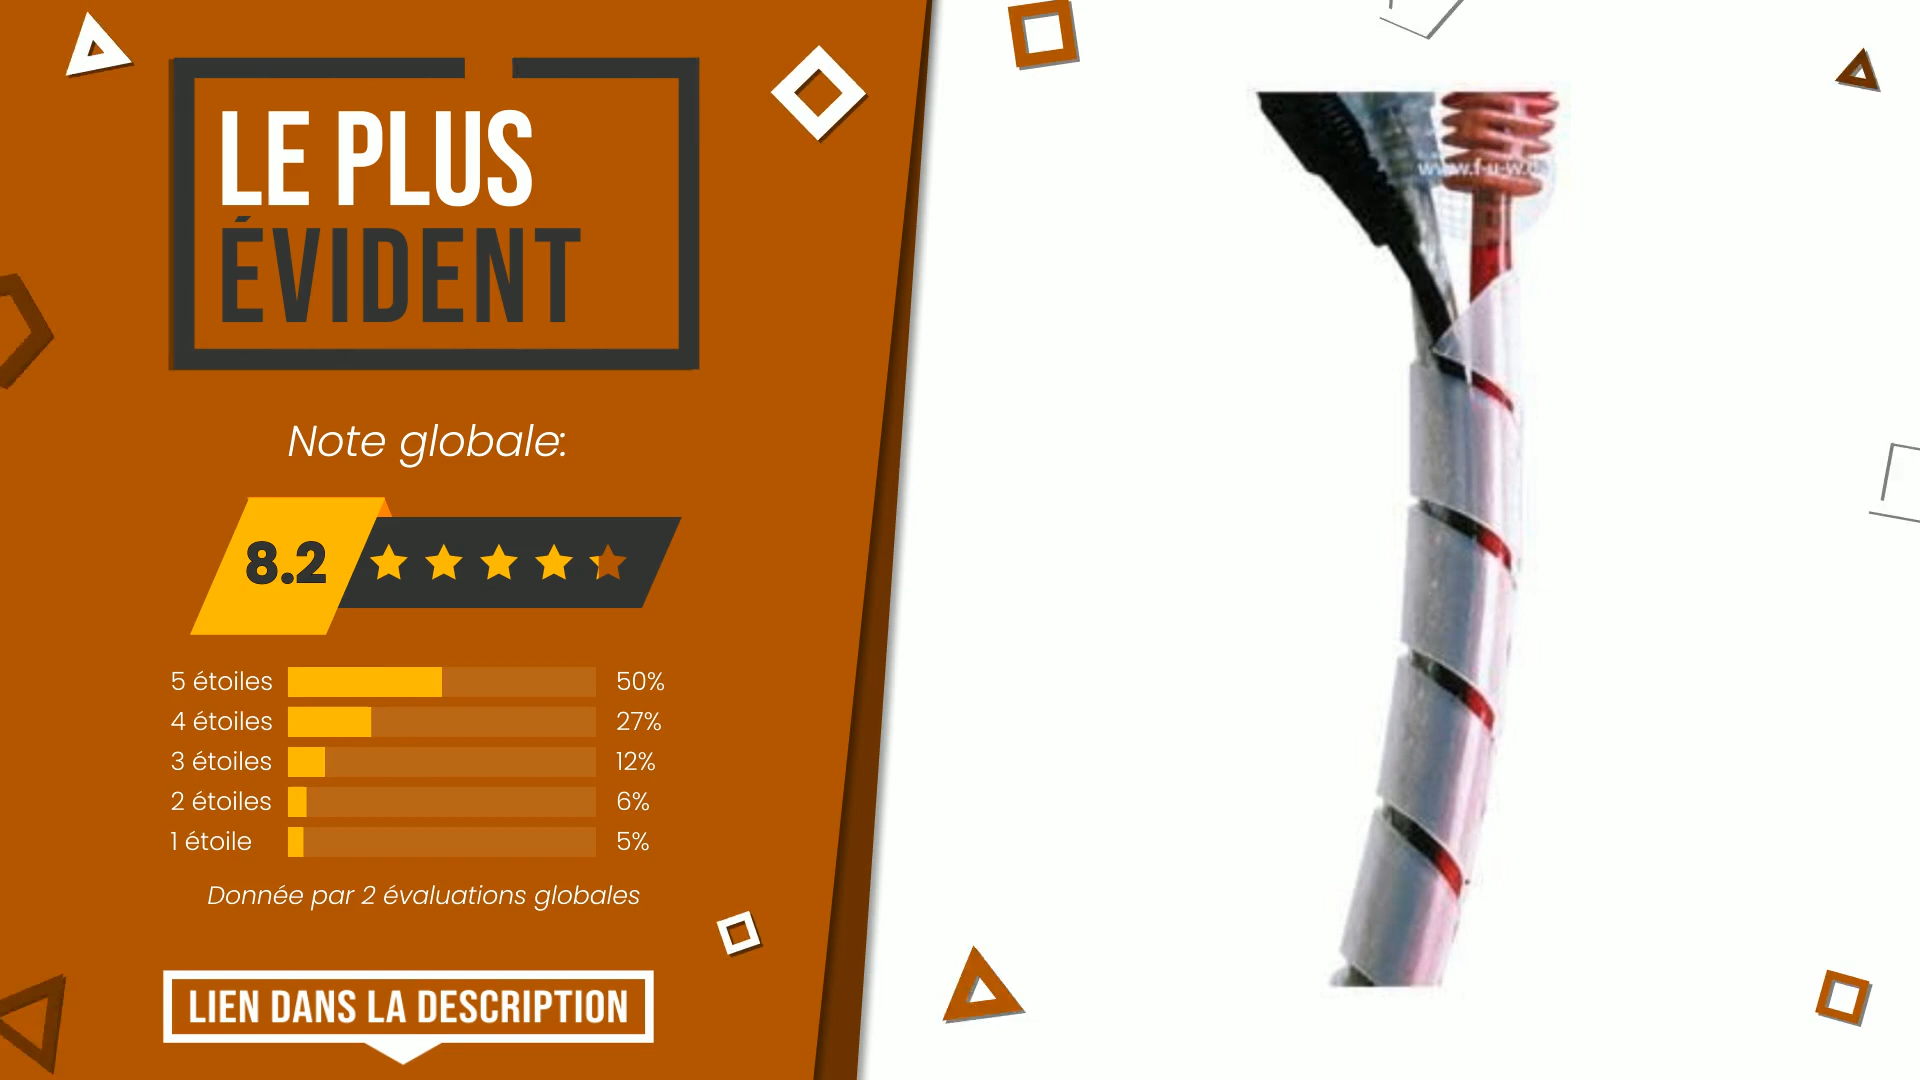 LE PLUS
ÉVIDENT
Note globale:
8.2
5 étoiles 50%
4 étoiles 27%
3 étoiles 12%
2 étoiles 6%
1 étoile 5%
Donnée par 2 évaluations globales
LIEN DANS LA DESCRIPTION